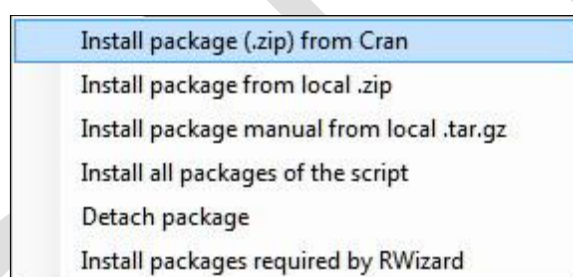 Install package (.zip) from Cran
Install package from local .zip
Install package manual from local .tar.gz
Install all packages of the script
Detach package
Install packages required by RWizard